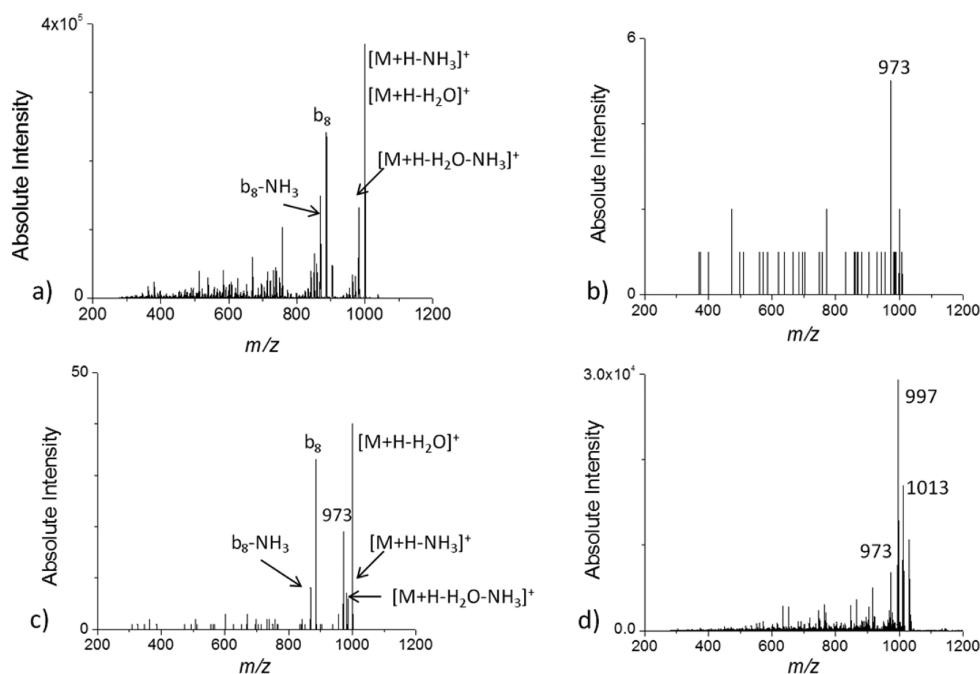 4x10⁵
Absolute Intensity
[M+H-NH₃]⁺
[M+H-H₂O]⁺
b₈
[M+H-H₂O-NH₃]⁺
b₈-NH₃
a)
0
200 400 600 800 1000 1200
m/z
6
Absolute Intensity
973
b)
0
200 400 600 800 1000 1200
m/z
50
Absolute Intensity
b₈
[M+H-H₂O]⁺
973
b₈-NH₃
[M+H-NH₃]⁺
[M+H-H₂O-NH₃]⁺
c)
0
200 400 600 800 1000 1200
m/z
3.0x10⁴
Absolute Intensity
997
1013
973
d)
0.0
200 400 600 800 1000 1200
m/z